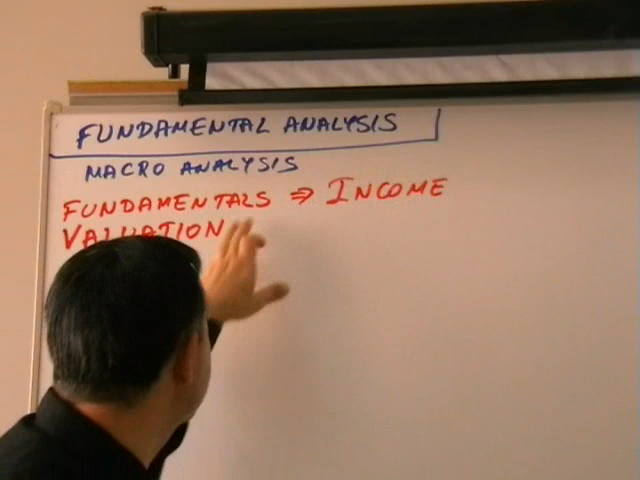 FUNDAMENTAL ANALYSIS
MACRO ANALYSIS
FUNDAMENTALS ⇒ INCOME
VALUATION